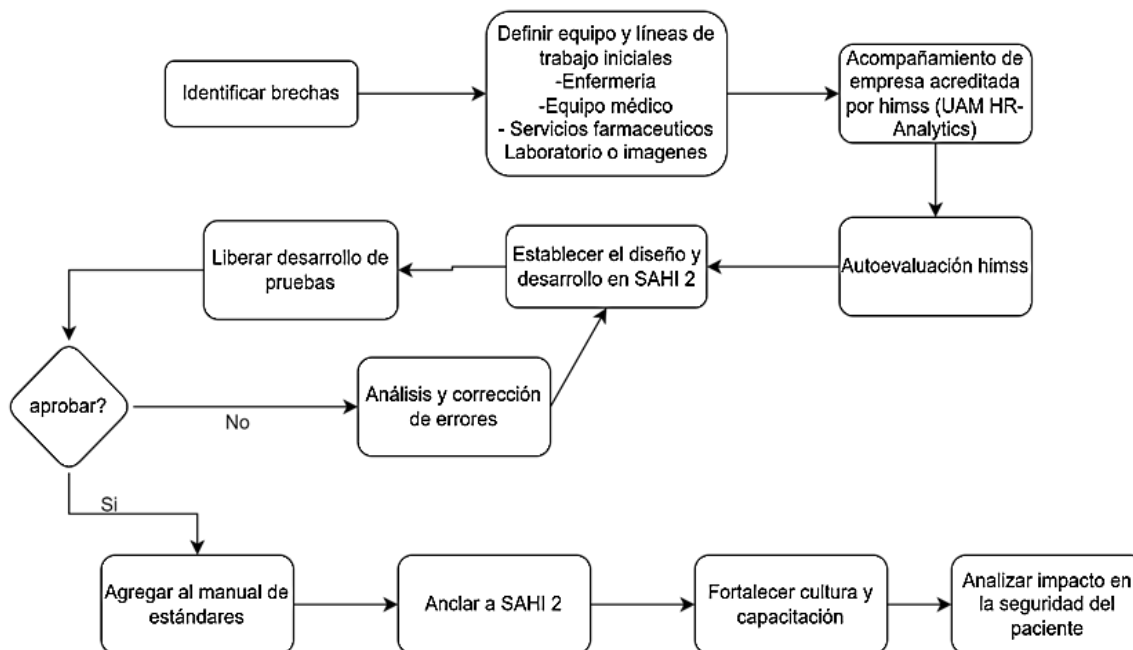 Identificar brechas
Definir equipo y líneas de
trabajo iniciales
-Enfermería
-Equipo médico
- Servicios farmaceuticos
Laboratorio o imagenes
Acompañamiento de
empresa acreditada
por himss (UAM HR-
Analytics)
Autoevaluación himss
Establecer el diseño y
desarrollo en SAHI 2
Liberar desarrollo de
pruebas
aprobar?
No
Análisis y corrección
de errores
Si
Agregar al manual de
estándares
Anclar a SAHI 2
Fortalecer cultura y
capacitación
Analizar impacto en
la seguridad del
paciente